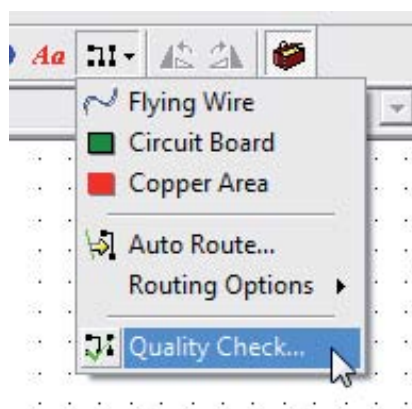 Aa
Flying Wire
Circuit Board
Copper Area
Auto Route...
Routing Options
Quality Check...